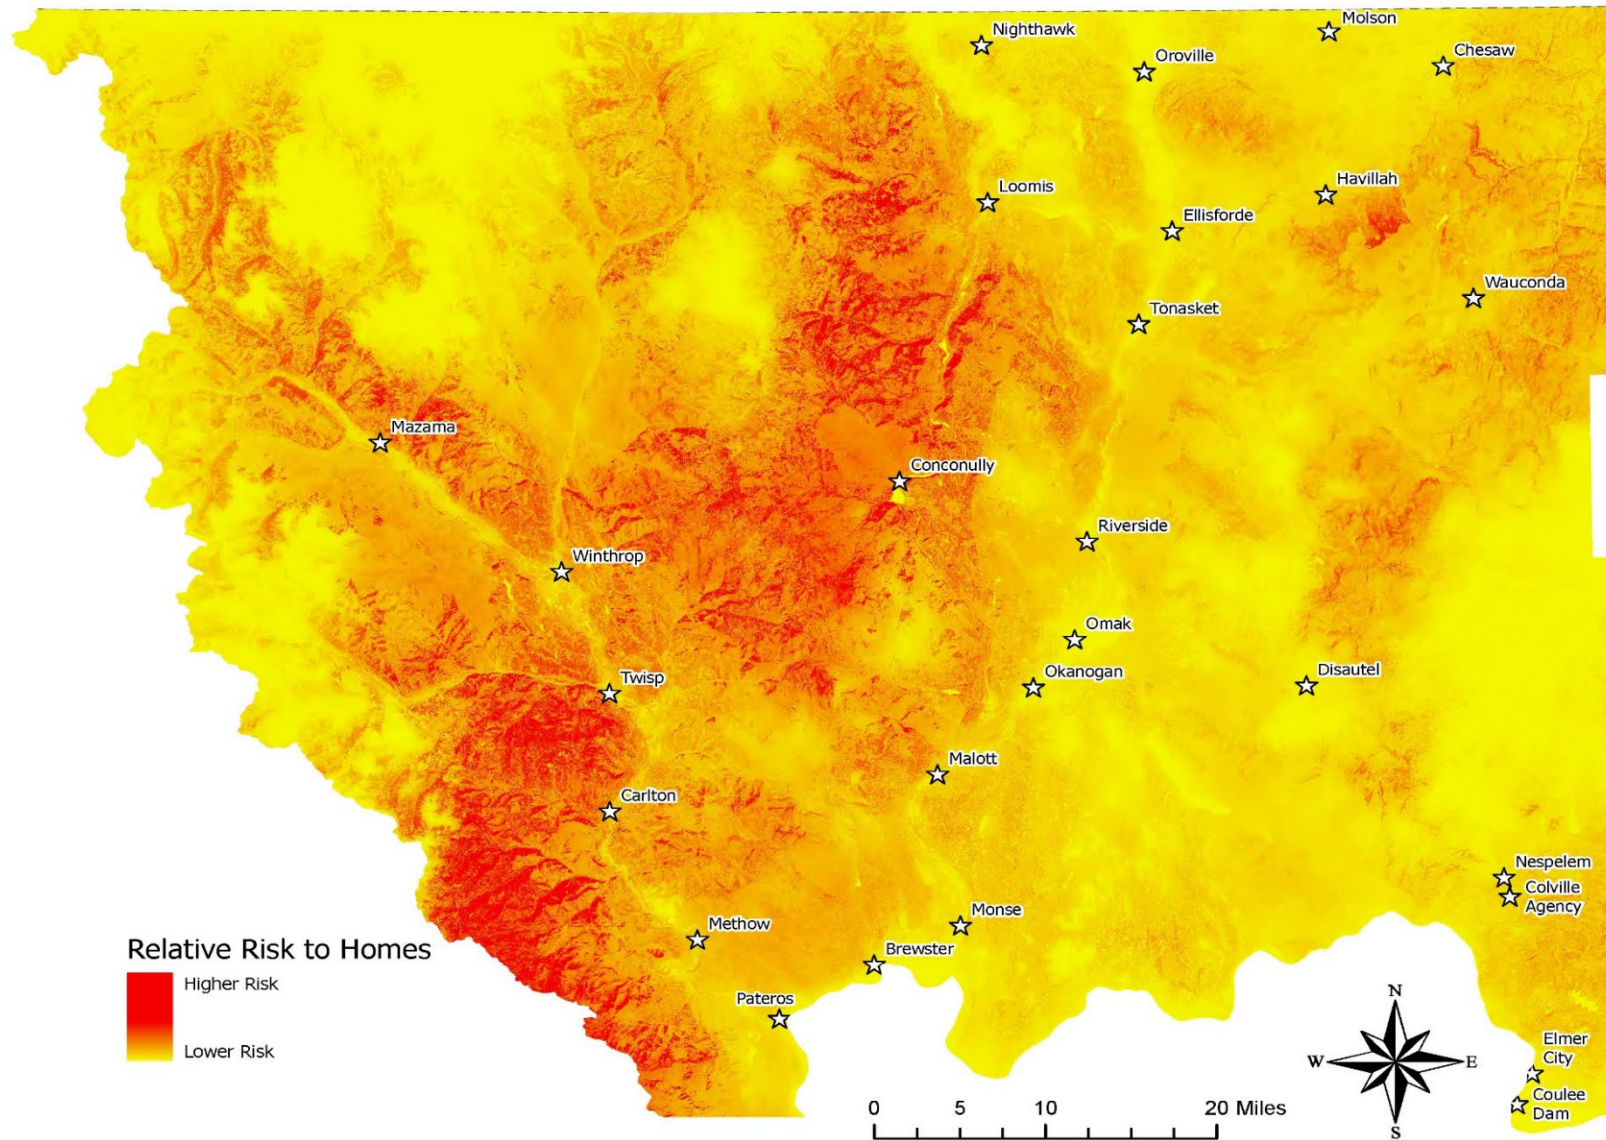 Molson
Nighthawk
Chesaw
Oroville
Havillah
Loomis
Ellisforde
Wauconda
Tonasket
Mazama
Conconully
Riverside
Winthrop
Omak
Twisp
Okanogan
Disautel
Malott
Carlton
Nespelem
Colville
Agency
Methow
Monse
Brewster
Pateros
Relative Risk to Homes
Higher Risk
Lower Risk
N
W
E
S
Elmer
City
Coulee
Dam
0 5 10 20 Miles